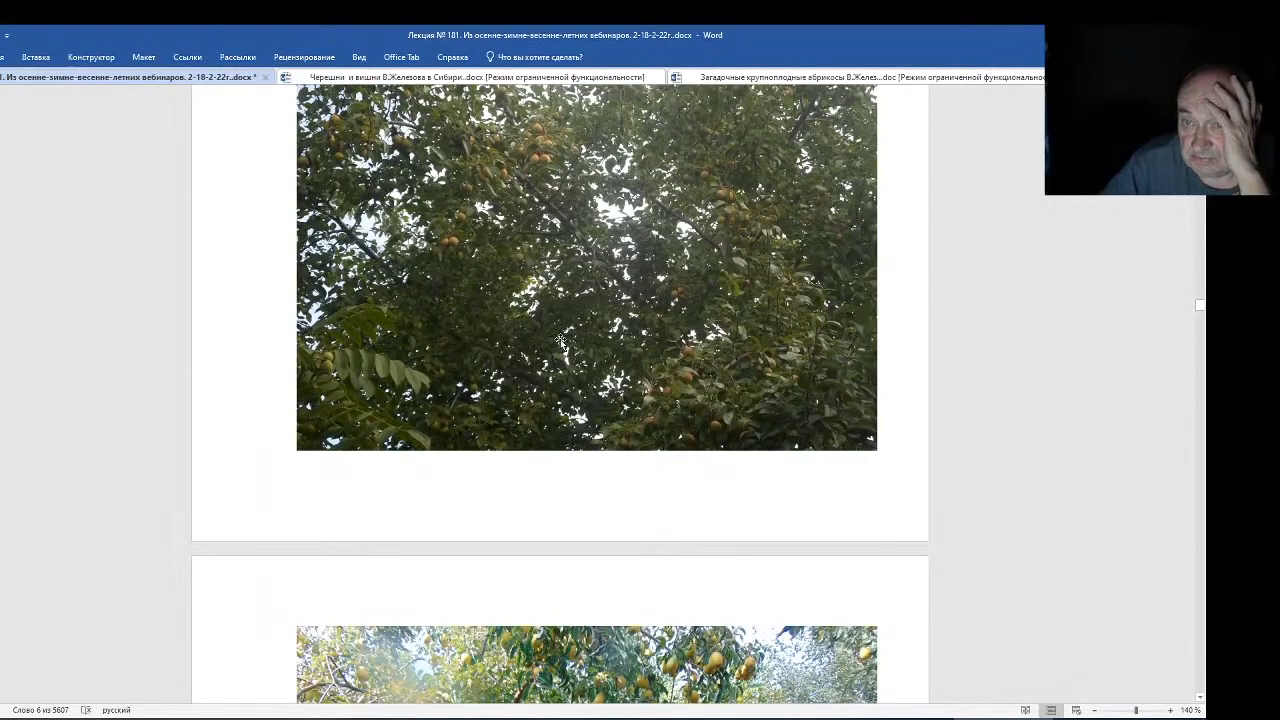 Лекция № 181. Из осенне-зимне-весенне-летних вебинаров. 2-18-2-22г..docx - Word
Вставка Конструктор Макет Ссылки Рассылки Рецензирование Вид Office Tab Справка Что вы хотите сделать?
. Из осенне-зимне-весенне-летних вебинаров. 2-18-2-22г..docx * Черешни и вишни В.Железова в Сибири..docx [Режим ограниченной функциональности] Загадочные крупноплодные абрикосы В.Желез...doc [Режим ограниченной функциональнос
Слово 6 из 5607 русский 140 %